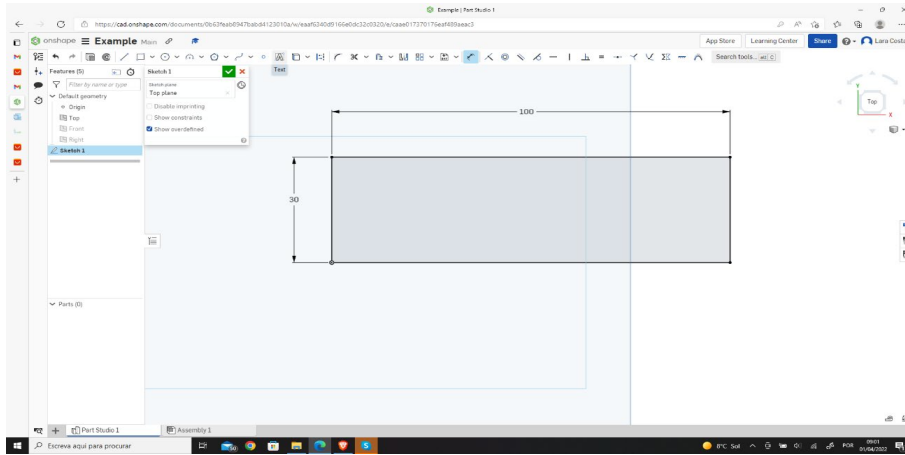 Example | Part Studio 1
https://cad.onshape.com/documents/0b63feab8947babd4123010a/w/eaaf6340d9166e0dc32c0320/e/caae017370176eaf489aeac3
onshape Example Main
App Store Learning Center Share Lara Costa
Search tools...
Text
Features (5)
Filter by name or type
Default geometry
Origin
Top
Front
Right
Sketch 1
Sketch 1
Sketch plane
Top plane
Disable imprinting
Show constraints
Show overdefined
100
30
Y
Top
X
Parts (0)
Part Studio 1 Assembly 1
Escreva aqui para procurar
8°C Sol POR 09:01
01/04/2022